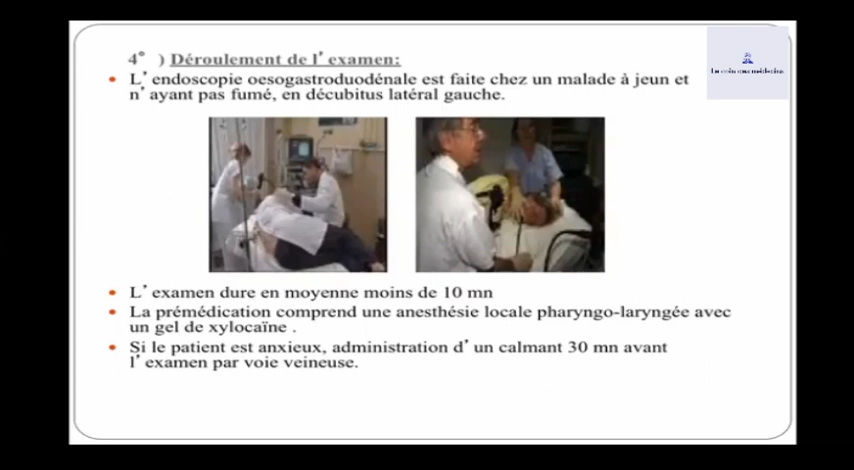 4° ) Déroulement de l’examen:
• L’endoscopie oesogastroduodénale est faite chez un malade à jeun et
n’ayant pas fumé, en décubitus latéral gauche.
• L’examen dure en moyenne moins de 10 mn
• La prémédication comprend une anesthésie locale pharyngo-laryngée avec
un gel de xylocaïne .
• Si le patient est anxieux, administration d’un calmant 30 mn avant
l’examen par voie veineuse.